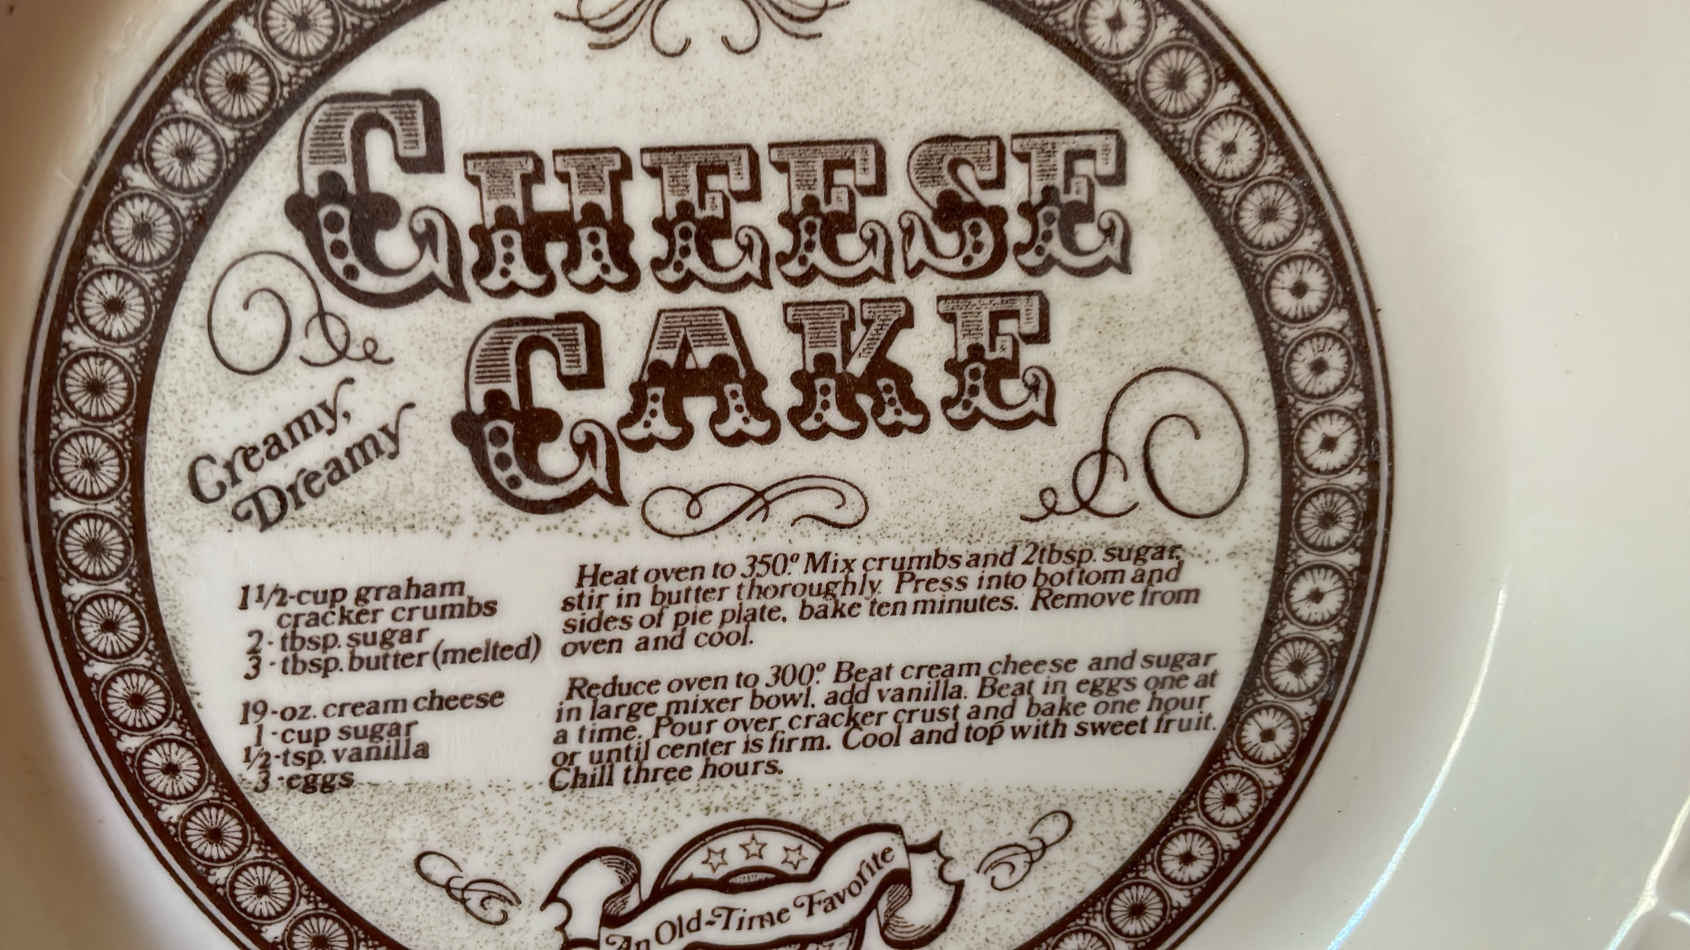 CHEESE
CAKE
Creamy,
Dreamy
1 1/2-cup graham
cracker crumbs
2-tbsp. sugar
3-tbsp. butter (melted)
19-oz. cream cheese
1-cup sugar
1/2-tsp. vanilla
3-eggs
Heat oven to 350.° Mix crumbs and 2tbsp. sugar,
stir in butter thoroughly. Press into bottom and
sides of pie plate, bake ten minutes. Remove from
oven and cool.
Reduce oven to 300.° Beat cream cheese and sugar
in large mixer bowl, add vanilla. Beat in eggs one at
a time. Pour over cracker crust and bake one hour
or until center is firm. Cool and top with sweet fruit.
Chill three hours.
An Old-Time Favorite